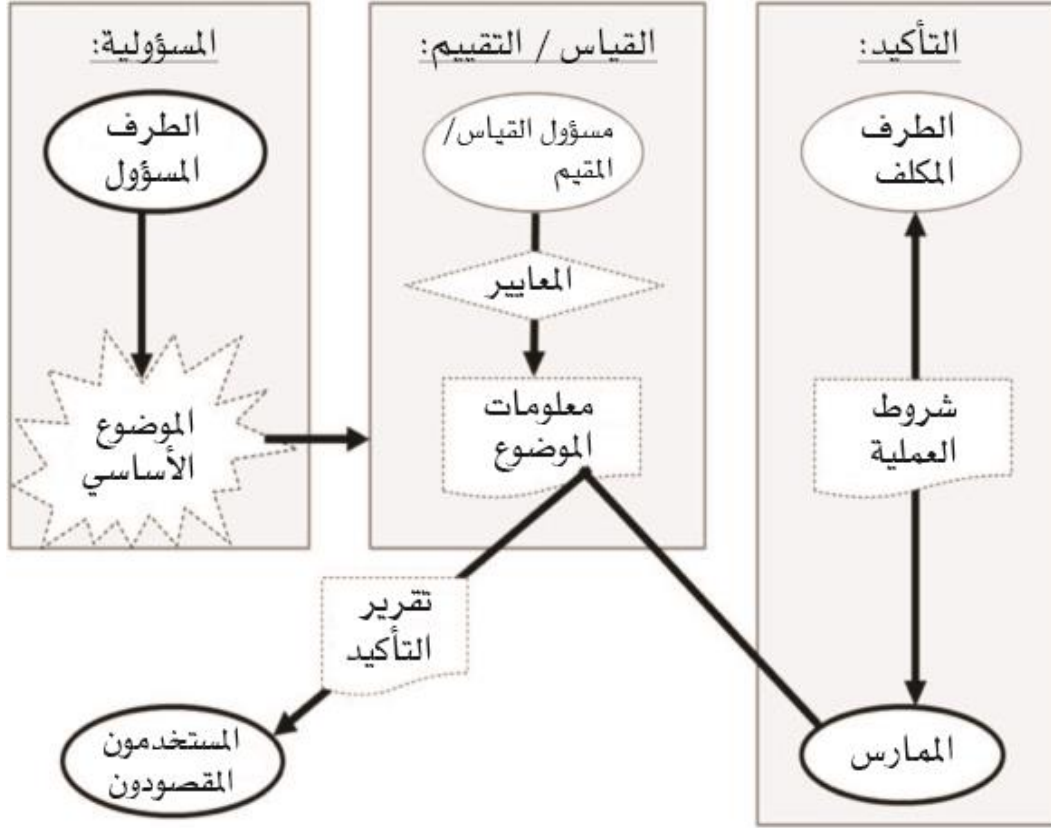 التأكيد:
الطرف
المكلف
شروط
العملية
الممارس
القياس / التقييم:
مسؤول القياس/
المقيم
المعايير
معلومات
الموضوع
المسؤولية:
الطرف
المسؤول
الموضوع
الأساسي
تقرير
التأكيد
المستخدمون
المقصودون